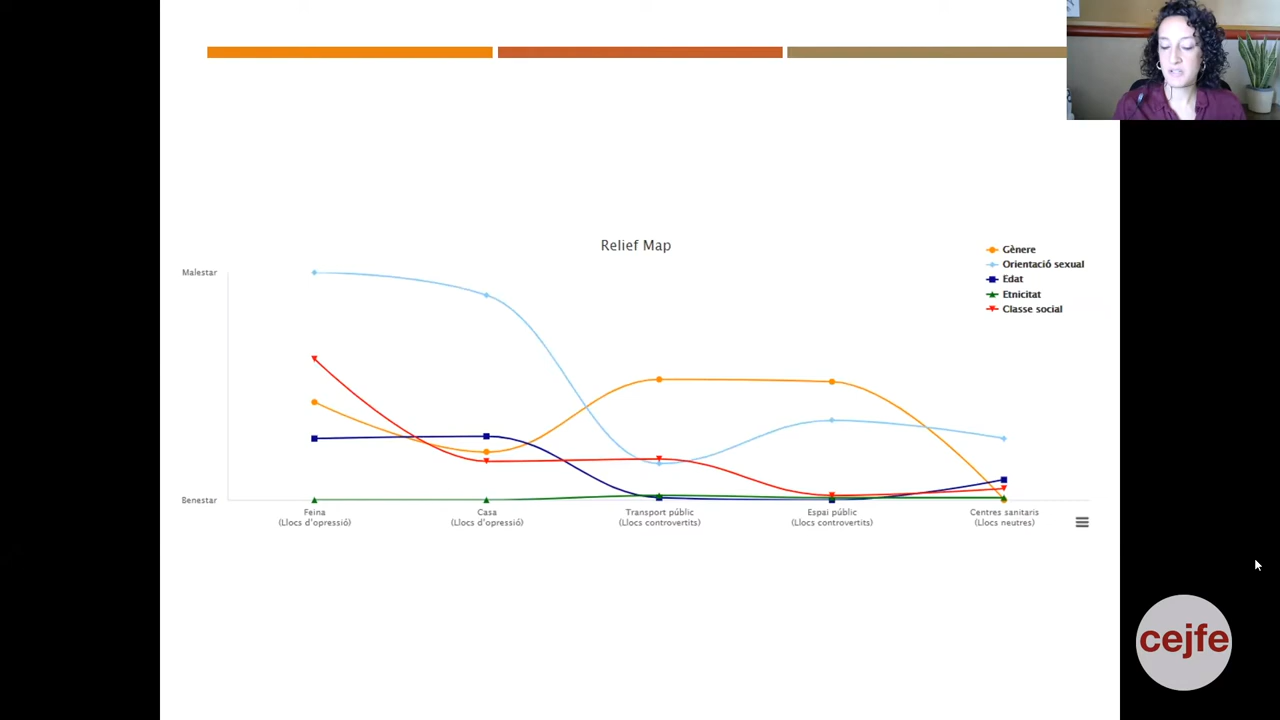 Relief Map
Gènere
Orientació sexual
Edat
Etnicitat
Classe social
Malestar
Benestar
Feina
(Llocs d'opressió)
Casa
(Llocs d'opressió)
Transport públic
(Llocs controvertits)
Espai públic
(Llocs controvertits)
Centres sanitaris
(Llocs neutres)
cejfe